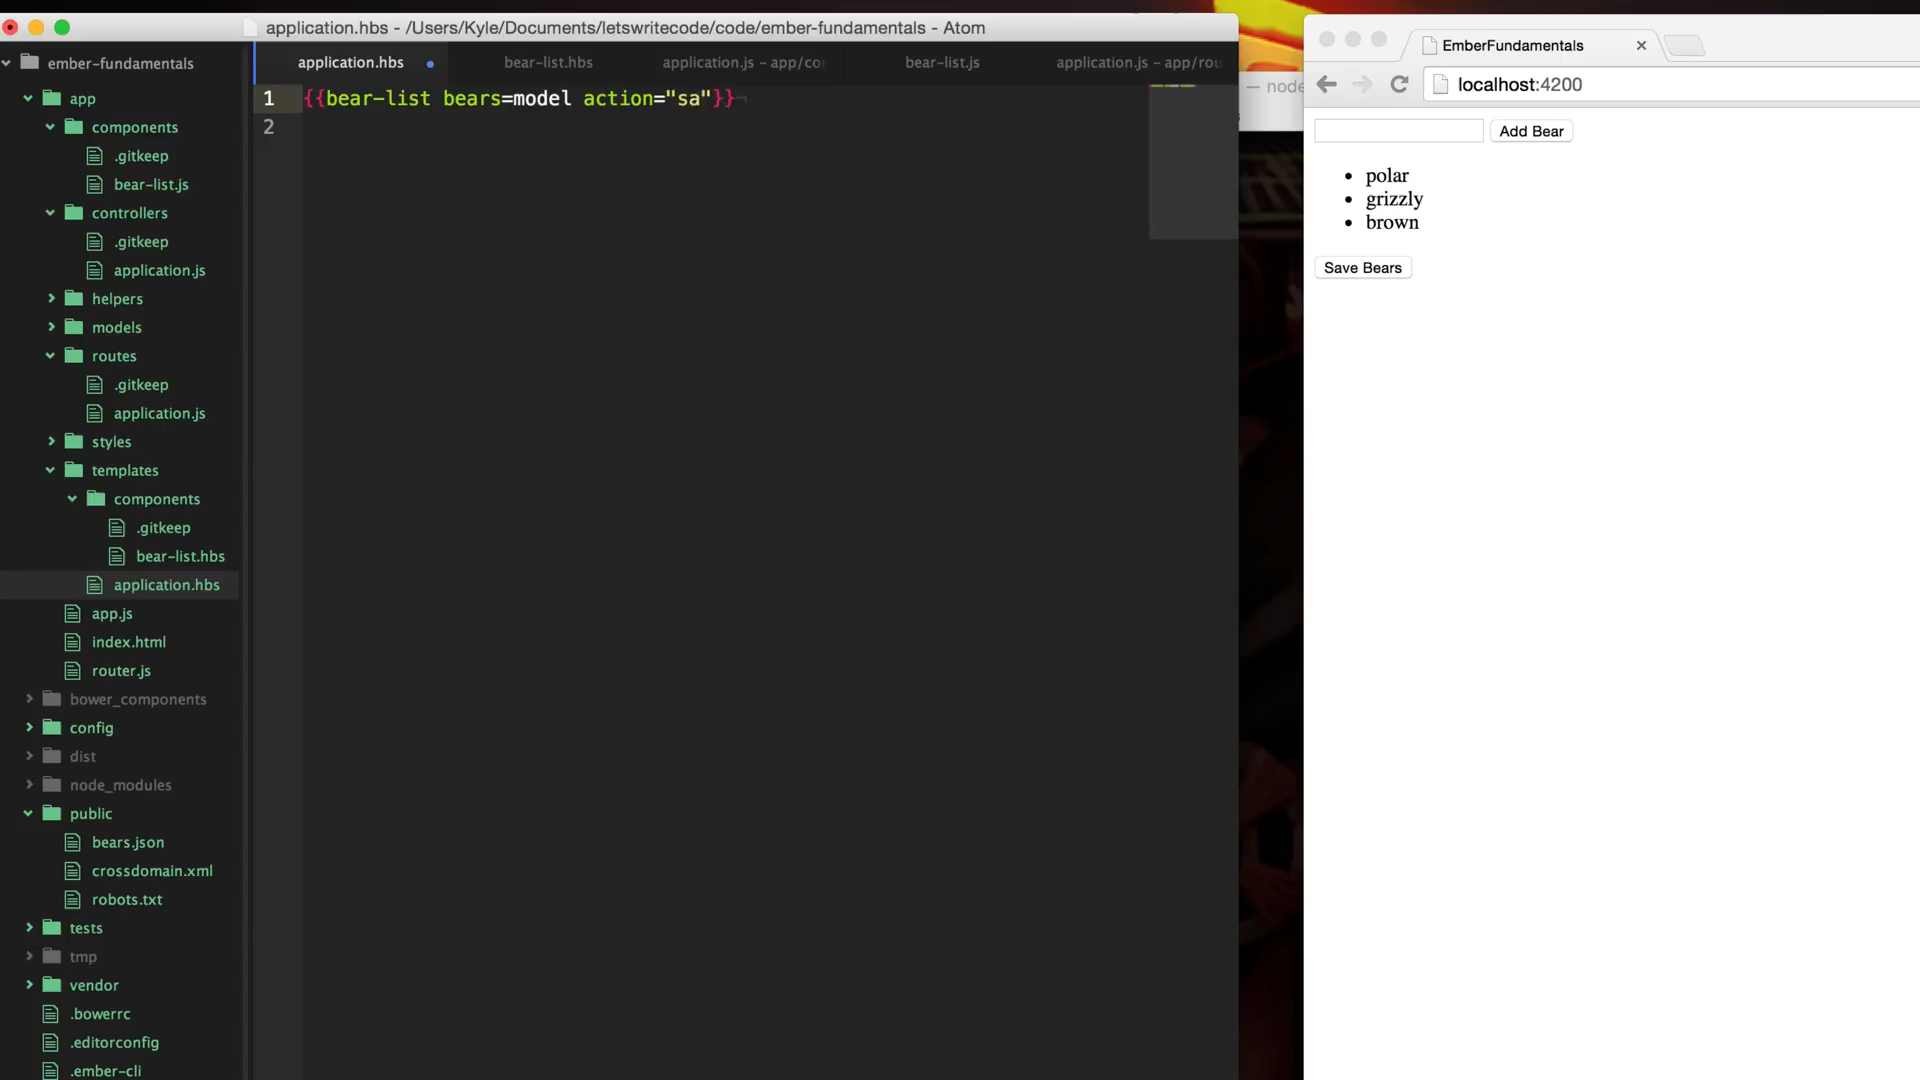 application.hbs - /Users/Kyle/Documents/letswritecode/code/ember-fundamentals - Atom
ember-fundamentals
app
components
.gitkeep
bear-list.js
controllers
.gitkeep
application.js
helpers
models
routes
.gitkeep
application.js
styles
templates
components
.gitkeep
bear-list.hbs
application.hbs
app.js
index.html
router.js
bower_components
config
dist
node_modules
public
bears.json
crossdomain.xml
robots.txt
tests
tmp
vendor
.bowerrc
.editorconfig
.ember-cli
application.hbs bear-list.hbs application.js – app/cor bear-list.js application.js – app/rou
1 {{bear-list bears=model action="sa"}}¬
2
— node
EmberFundamentals
localhost:4200
Add Bear
• polar
• grizzly
• brown
Save Bears